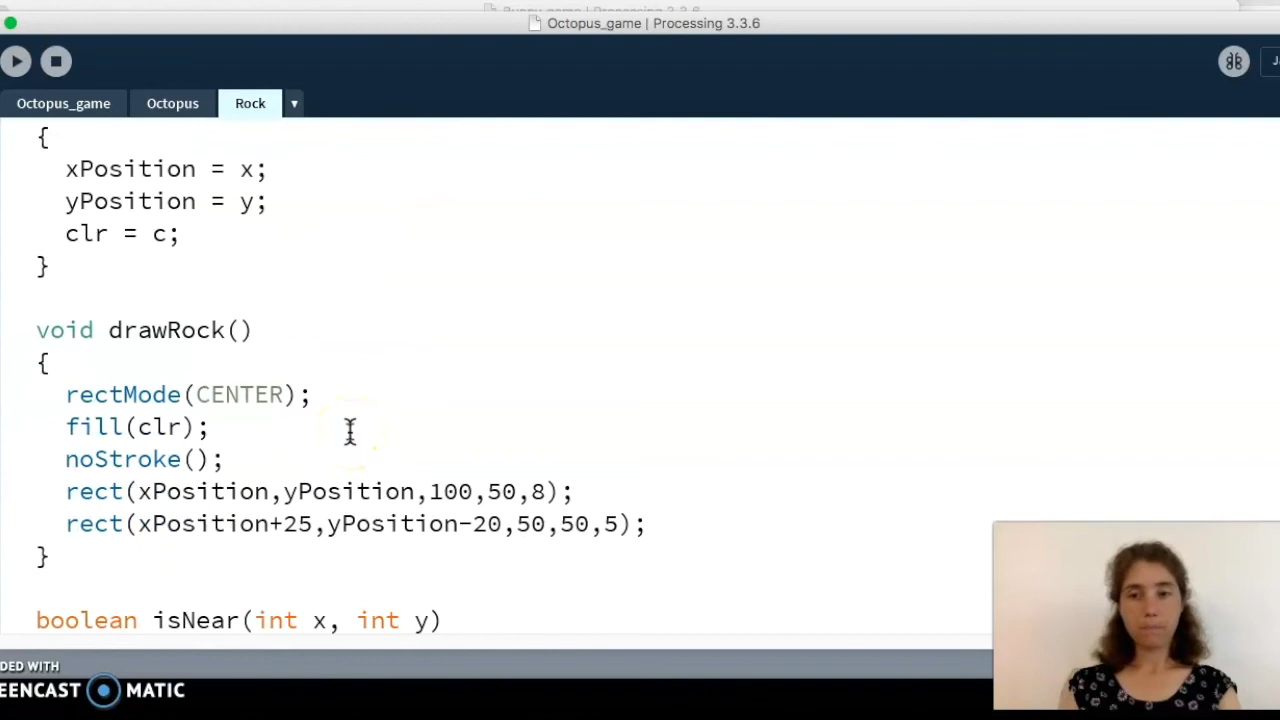 Octopus_game | Processing 3.3.6
Octopus_game Octopus Rock
{
xPosition = x;
yPosition = y;
clr = c;
}
void drawRock()
{
rectMode(CENTER);
fill(clr);
noStroke();
rect(xPosition,yPosition,100,50,8);
rect(xPosition+25,yPosition-20,50,50,5);
}
boolean isNear(int x, int y)
DED WITH
EENCAST MATIC